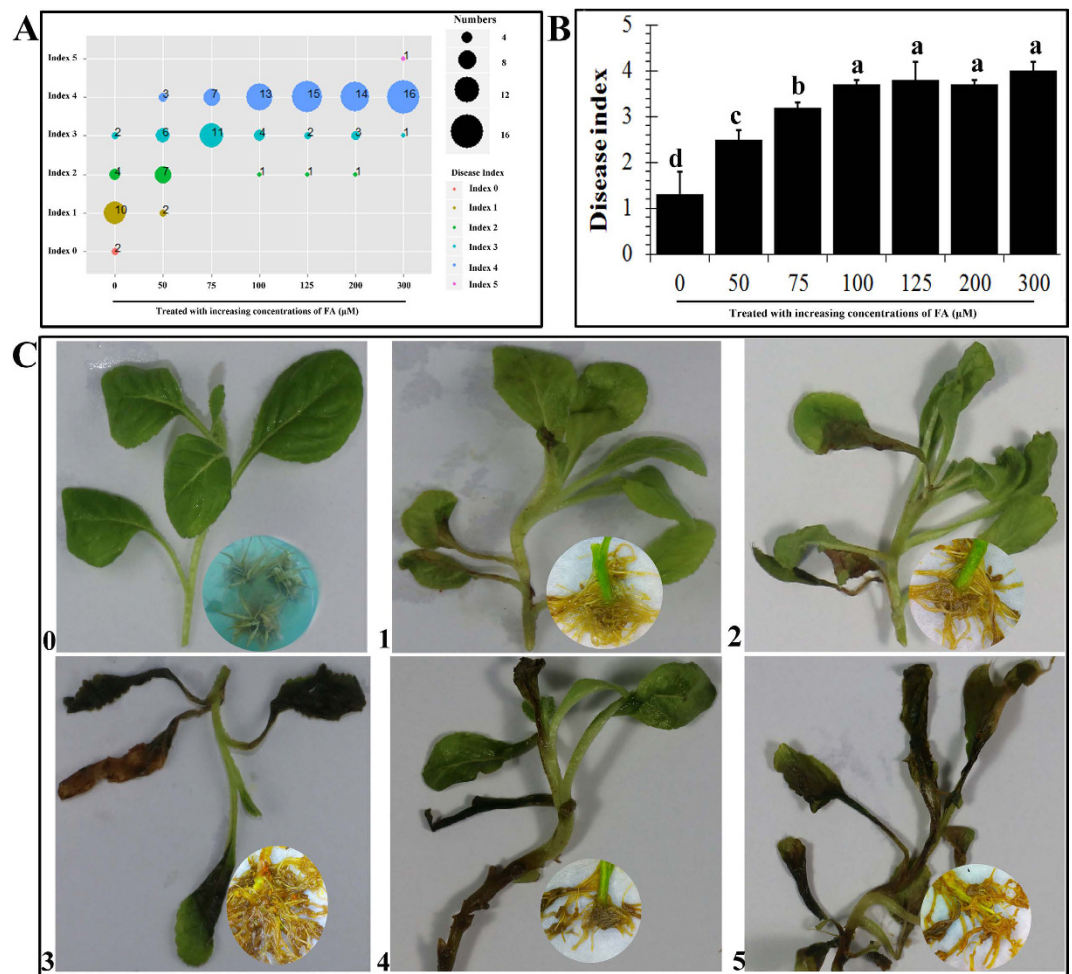 A
Numbers
4
8
12
16
Disease Index
Index 0
Index 1
Index 2
Index 3
Index 4
Index 5
Index 5
1
Index 4
3
7
13
15
14
16
Index 3
2
6
11
4
2
3
1
Index 2
4
7
1
1
1
Index 1
10
2
Index 0
2
0
50
75
100
125
200
300
Treated with increasing concentrations of FA (μM)
B
Disease index
5
4
3
2
1
0
d
c
b
a
a
a
a
0
50
75
100
125
200
300
Treated with increasing concentrations of FA (μM)
C
0
1
2
3
4
5